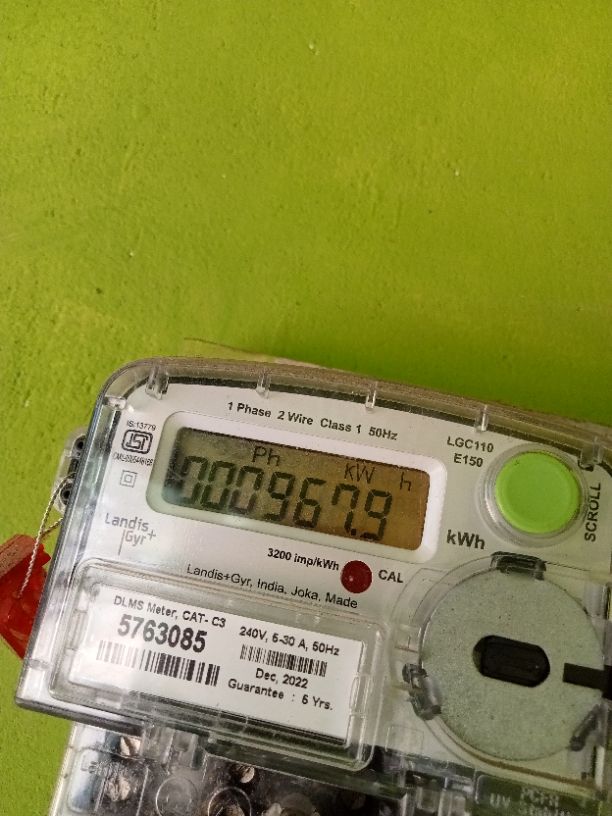 1 Phase 2 Wire Class 1 50Hz
IS:13779
LGC110
E150
Ph kW h
000967.9
SCROLL
Landis
Gyr+
kWh
3200 imp/kWh
CAL
Landis+Gyr, India, Joka, Made
DLMS Meter, CAT- C3
5763085
240V, 5-30 A, 50Hz
Dec, 2022
Guarantee : 5 Yrs.